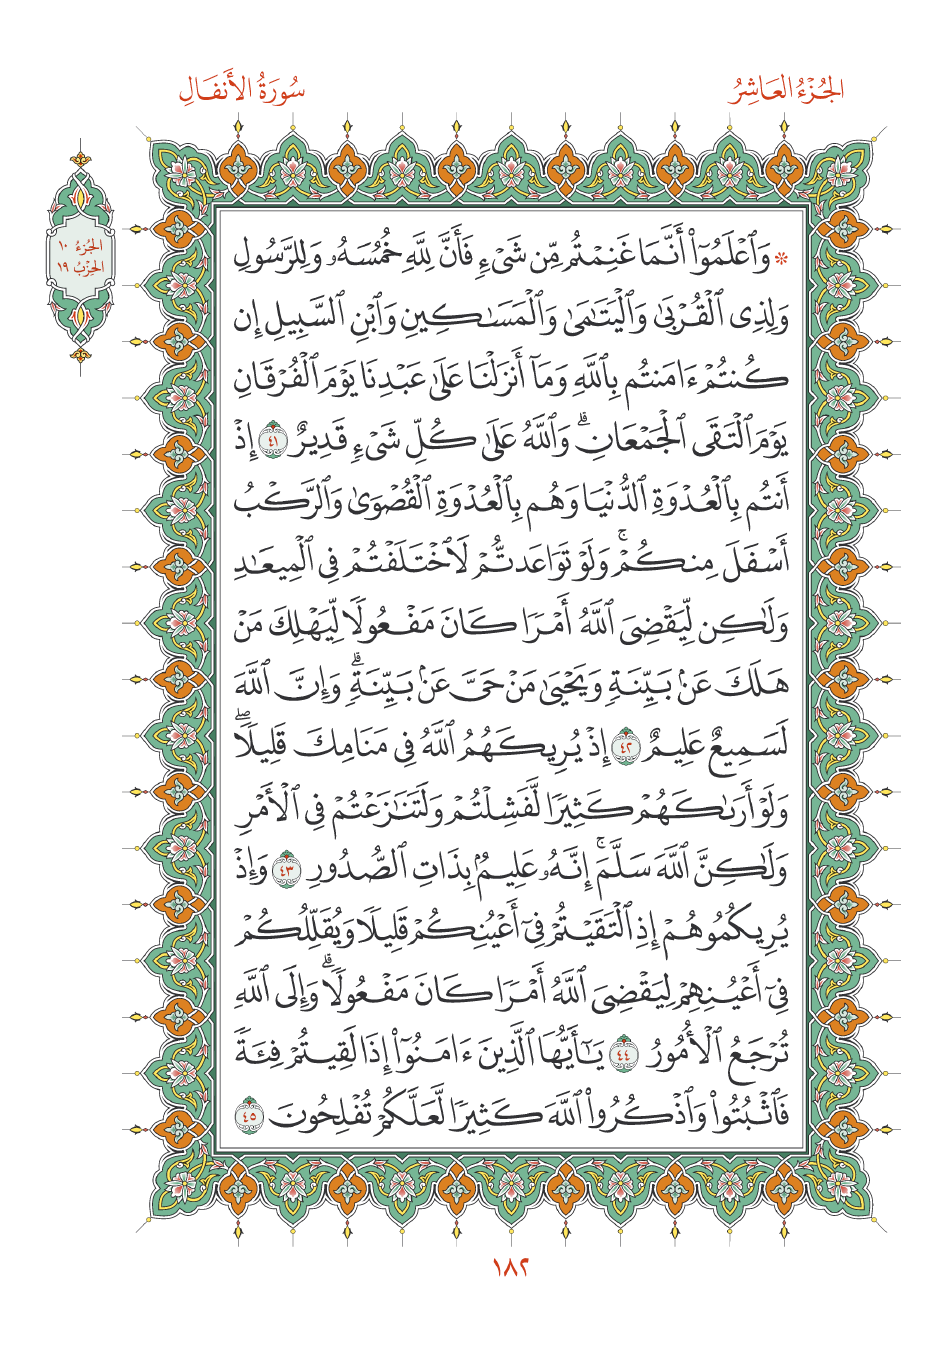 الجُزْءُ العَاشِرُ
سُورَةُ الأَنفَالِ
الجُزءُ ١٠
الحِزْبُ ١٩
۞ وَٱعْلَمُوٓا۟ أَنَّمَا غَنِمْتُم مِّن شَىْءٍ فَأَنَّ لِلَّهِ خُمُسَهُۥ وَلِلرَّسُولِ
وَلِذِى ٱلْقُرْبَىٰ وَٱلْيَتَـٰمَىٰ وَٱلْمَسَـٰكِينِ وَٱبْنِ ٱلسَّبِيلِ إِن
كُنتُمْ ءَامَنتُم بِٱللَّهِ وَمَآ أَنزَلْنَا عَلَىٰ عَبْدِنَا يَوْمَ ٱلْفُرْقَانِ
يَوْمَ ٱلْتَقَى ٱلْجَمْعَانِ ۗ وَٱللَّهُ عَلَىٰ كُلِّ شَىْءٍ قَدِيرٌ ٤١ إِذْ
أَنتُم بِٱلْعُدْوَةِ ٱلدُّنْيَا وَهُم بِٱلْعُدْوَةِ ٱلْقُصْوَىٰ وَٱلرَّكْبُ
أَسْفَلَ مِنكُمْ ۚ وَلَوْ تَوَاعَدتُّمْ لَٱخْتَلَفْتُمْ فِى ٱلْمِيعَـٰدِ
وَلَـٰكِن لِّيَقْضِىَ ٱللَّهُ أَمْرًا كَانَ مَفْعُولًا لِّيَهْلِكَ مَنْ
هَلَكَ عَنۢ بَيِّنَةٍ وَيَحْيَىٰ مَنْ حَىَّ عَنۢ بَيِّنَةٍ ۗ وَإِنَّ ٱللَّهَ
لَسَمِيعٌ عَلِيمٌ ٤٢ إِذْ يُرِيكَهُمُ ٱللَّهُ فِى مَنَامِكَ قَلِيلًا ۖ
وَلَوْ أَرَىٰكَهُمْ كَثِيرًا لَّفَشِلْتُمْ وَلَتَنَـٰزَعْتُمْ فِى ٱلْأَمْرِ
وَلَـٰكِنَّ ٱللَّهَ سَلَّمَ ۚ إِنَّهُۥ عَلِيمٌۢ بِذَاتِ ٱلصُّدُورِ ٤٣ وَإِذْ
يُرِيكُمُوهُمْ إِذِ ٱلْتَقَيْتُمْ فِىٓ أَعْيُنِكُمْ قَلِيلًا وَيُقَلِّلُكُمْ
فِىٓ أَعْيُنِهِمْ لِيَقْضِىَ ٱللَّهُ أَمْرًا كَانَ مَفْعُولًا ۗ وَإِلَى ٱللَّهِ
تُرْجَعُ ٱلْأُمُورُ ٤٤ يَـٰٓأَيُّهَا ٱلَّذِينَ ءَامَنُوٓا۟ إِذَا لَقِيتُمْ فِئَةً
فَٱثْبُتُوا۟ وَٱذْكُرُوا۟ ٱللَّهَ كَثِيرًا لَّعَلَّكُمْ تُفْلِحُونَ ٤٥
١٨٢